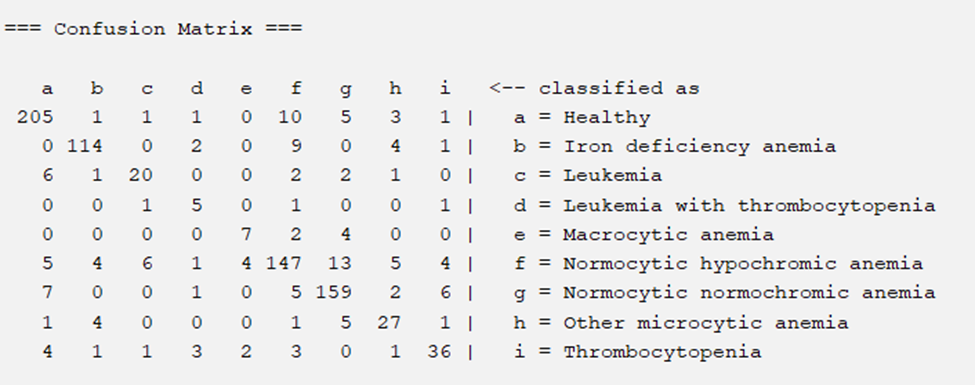 === Confusion Matrix ===
a b c d e f g h i <-- classified as
205 1 1 1 0 10 5 3 1 | a = Healthy
0 114 0 2 0 9 0 4 1 | b = Iron deficiency anemia
6 1 20 0 0 2 2 1 0 | c = Leukemia
0 0 1 5 0 1 0 0 1 | d = Leukemia with thrombocytopenia
0 0 0 0 7 2 4 0 0 | e = Macrocytic anemia
5 4 6 1 4 147 13 5 4 | f = Normocytic hypochromic anemia
7 0 0 1 0 5 159 2 6 | g = Normocytic normochromic anemia
1 4 0 0 0 1 5 27 1 | h = Other microcytic anemia
4 1 1 3 2 3 0 1 36 | i = Thrombocytopenia